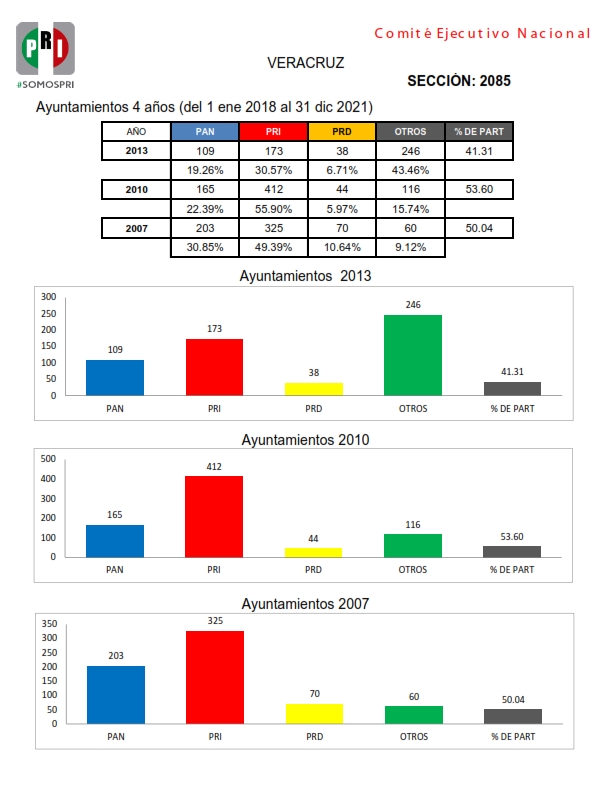 Comité Ejecutivo Nacional
PRI
#SOMOSPRI
VERACRUZ
SECCIÓN: 2085
Ayuntamientos 4 años (del 1 ene 2018 al 31 dic 2021)
AÑO PAN PRI PRD OTROS % DE PART
2013 109 173 38 246 41.31
19.26% 30.57% 6.71% 43.46%
2010 165 412 44 116 53.60
22.39% 55.90% 5.97% 15.74%
2007 203 325 70 60 50.04
30.85% 49.39% 10.64% 9.12%
Ayuntamientos 2013
300
250
200
150
100
50
0
109 173 38 246 41.31
PAN PRI PRD OTROS % DE PART
Ayuntamientos 2010
500
400
300
200
100
0
165 412 44 116 53.60
PAN PRI PRD OTROS % DE PART
Ayuntamientos 2007
350
300
250
200
150
100
50
0
203 325 70 60 50.04
PAN PRI PRD OTROS % DE PART